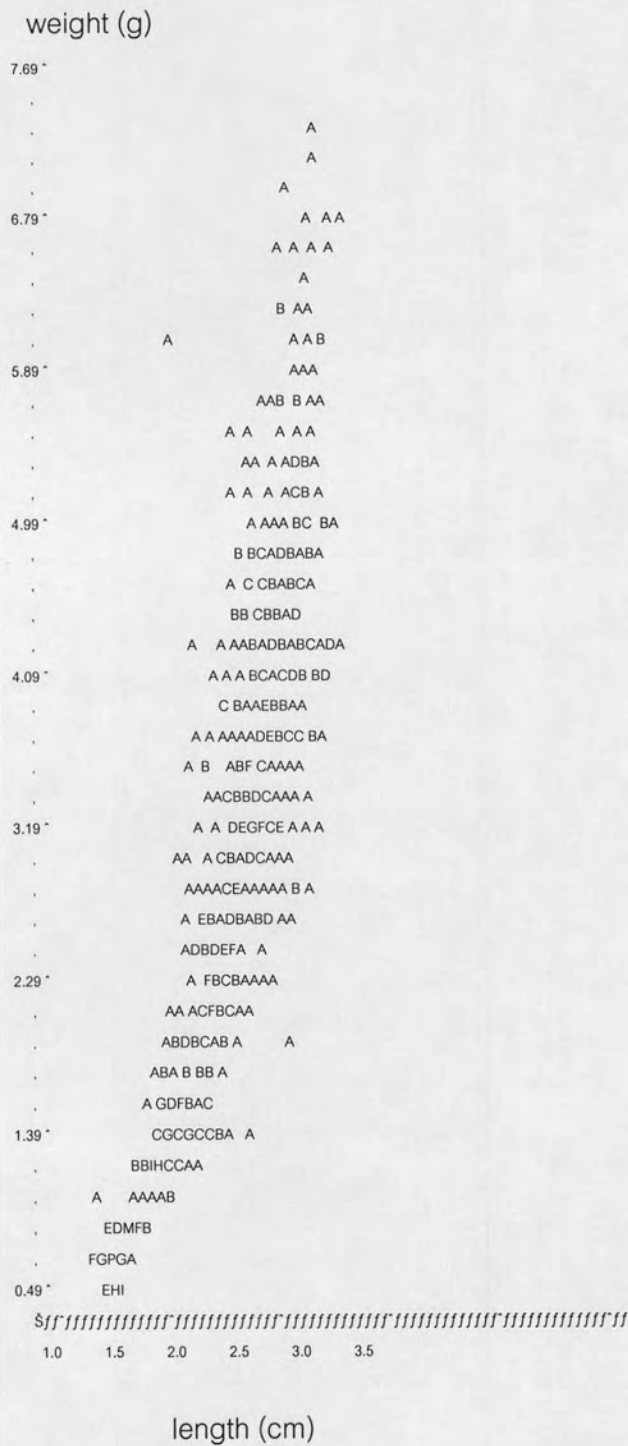 weight (g)
7.69 ˆ
,
, A
, A
, A
6.79 ˆ A A A
, A A A A
, A
, B AA
, A A A B
5.89 ˆ AAA
, AAB B AA
, A A A A A
, AA A ADBA
, A A A ACB A
4.99 ˆ A AAA BC BA
, B BCADBABA
, A C CBABCA
, BB CBBAD
, A A AABADBABCADA
4.09 ˆ A A A BCACDB BD
, C BAAEBBAA
, A A AAAADEBCC BA
, A B ABF CAAAA
, AACBBDCAAA A
3.19 ˆ A A DEGFCE A A A
, AA A CBADCAAA
, AAAACEAAAAA B A
, A EBADBABD AA
, ADBDEFA A
2.29 ˆ A FBCBAAAA
, AA ACFBCAA
, ABDBCAB A A
, ABA B BB A
, A GDFBAC
1.39 ˆ CGCGCCBA A
, BBIHCCAA
, A AAAAB
, EDMFB
, FGPGA
0.49 ˆ EHI
1.0 1.5 2.0 2.5 3.0 3.5
length (cm)